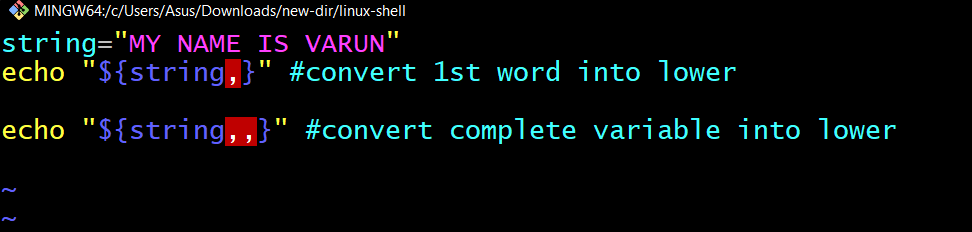 MINGW64:/c/Users/Asus/Downloads/new-dir/linux-shell
string="MY NAME IS VARUN"
echo "${string,}" #convert 1st word into lower
echo "${string,,}" #convert complete variable into lower
~
~